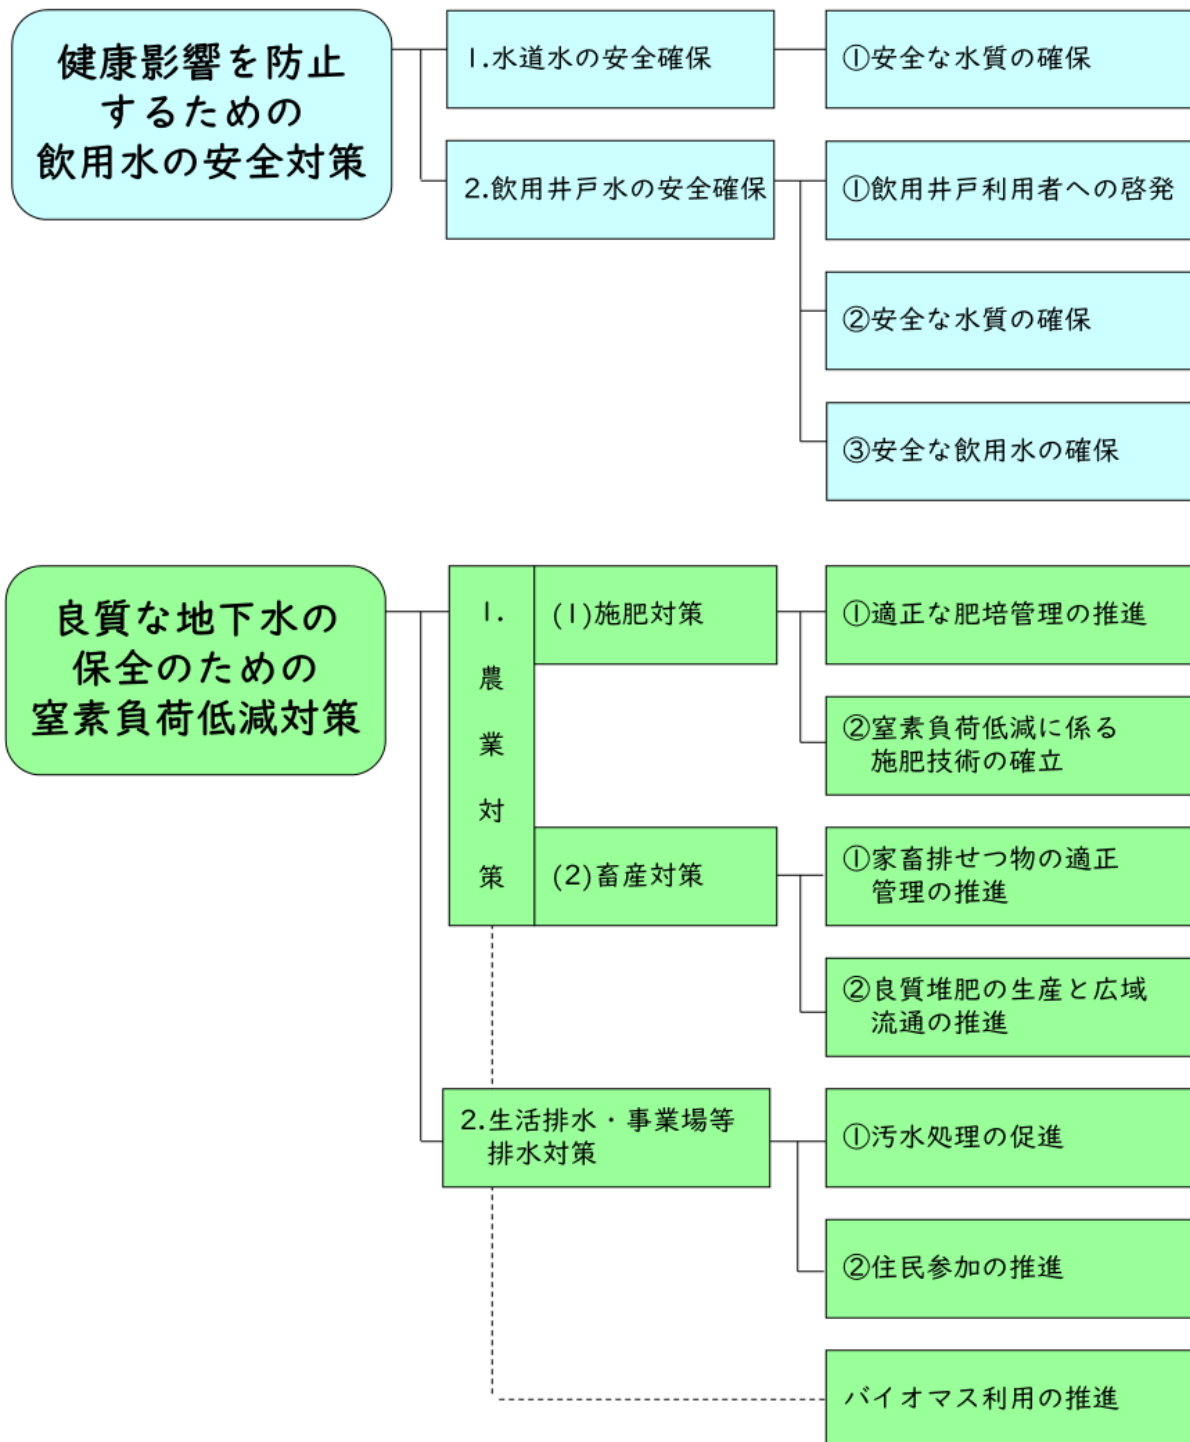 健康影響を防止
するための
飲用水の安全対策
1.水道水の安全確保
①安全な水質の確保
2.飲用井戸水の安全確保
①飲用井戸利用者への啓発
②安全な水質の確保
③安全な飲用水の確保
良質な地下水の
保全のための
窒素負荷低減対策
1.農業対策
(1)施肥対策
①適正な肥培管理の推進
②窒素負荷低減に係る
施肥技術の確立
(2)畜産対策
①家畜排せつ物の適正
管理の推進
②良質堆肥の生産と広域
流通の推進
2.生活排水・事業場等
排水対策
①汚水処理の促進
②住民参加の推進
バイオマス利用の推進